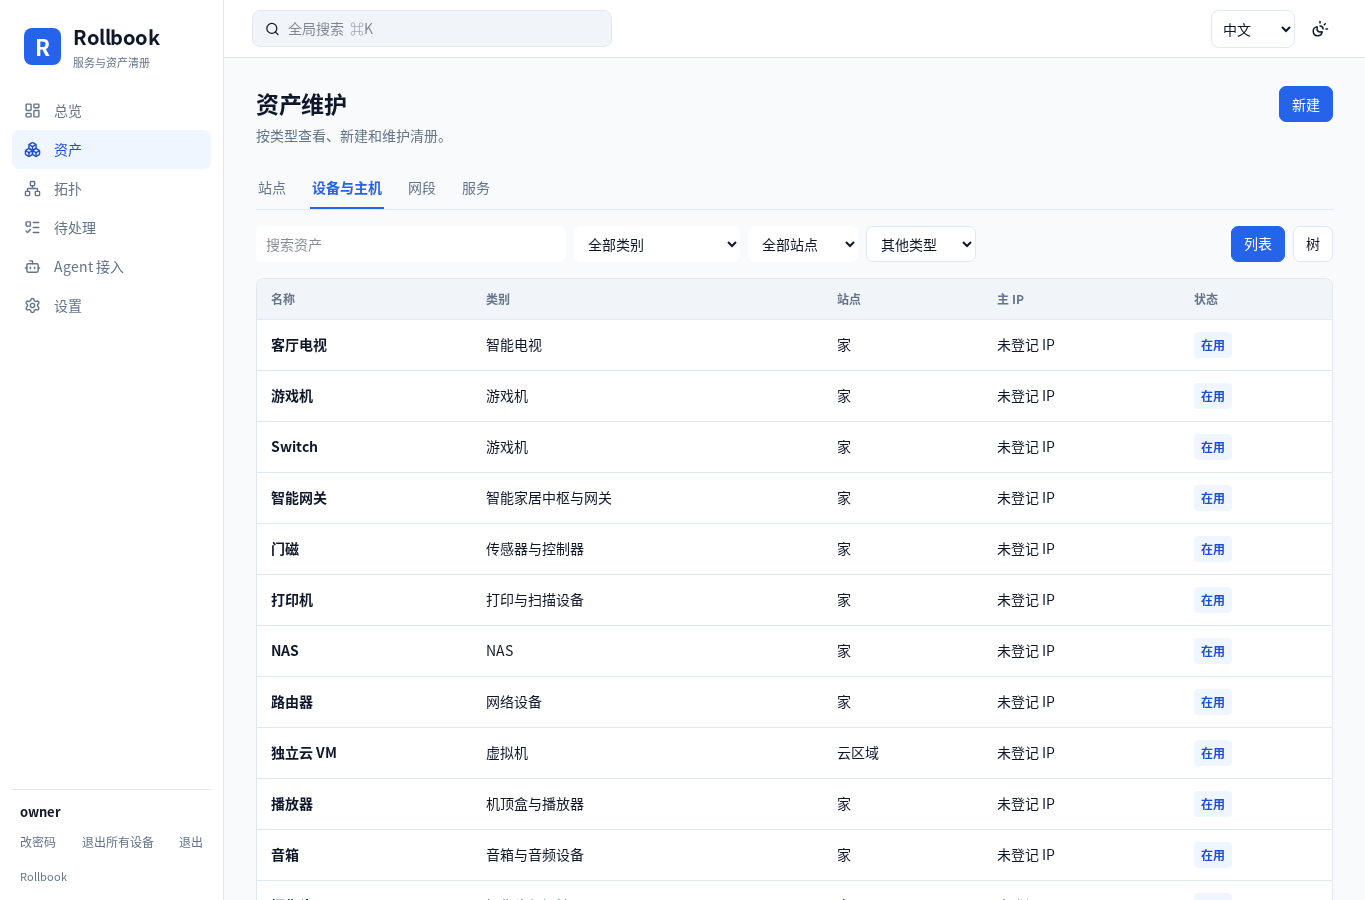 R
Rollbook
服务与资产清册
总览
资产
拓扑
待处理
Agent 接入
设置
owner
改密码 退出所有设备 退出
Rollbook
全局搜索 ⌘K
中文
资产维护
新建
按类型查看、新建和维护清册。
站点 设备与主机 网段 服务
搜索资产 全部类别 全部站点 其他类型 列表 树
名称 类别 站点 主 IP 状态
客厅电视 智能电视 家 未登记 IP 在用
游戏机 游戏机 家 未登记 IP 在用
Switch 游戏机 家 未登记 IP 在用
智能网关 智能家居中枢与网关 家 未登记 IP 在用
门磁 传感器与控制器 家 未登记 IP 在用
打印机 打印与扫描设备 家 未登记 IP 在用
NAS NAS 家 未登记 IP 在用
路由器 网络设备 家 未登记 IP 在用
独立云 VM 虚拟机 云区域 未登记 IP 在用
播放器 机顶盒与播放器 家 未登记 IP 在用
音箱 音箱与音频设备 家 未登记 IP 在用